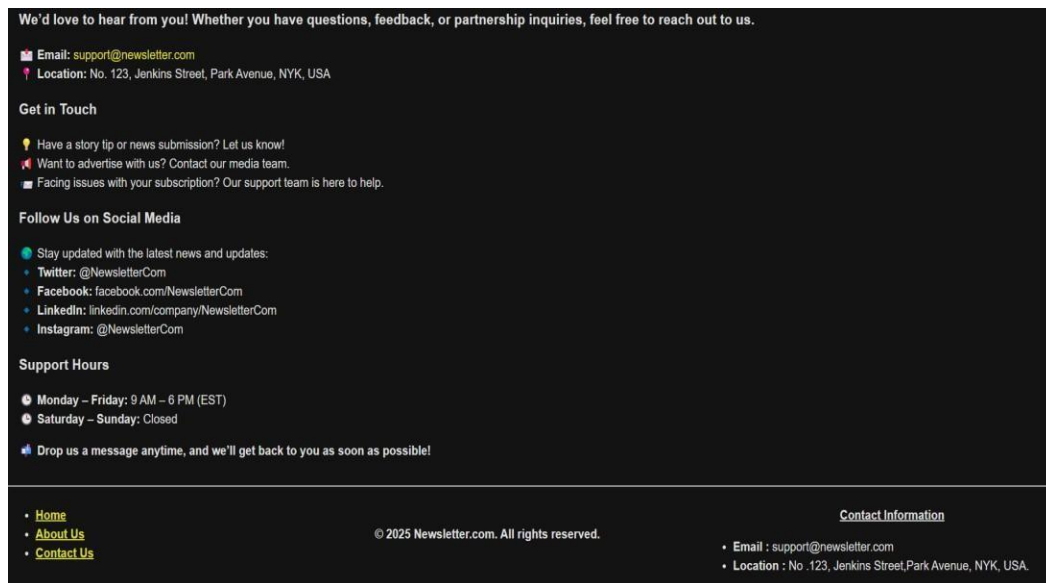 We’d love to hear from you! Whether you have questions, feedback, or partnership inquiries, feel free to reach out to us.
Email: support@newsletter.com
Location: No. 123, Jenkins Street, Park Avenue, NYK, USA
Get in Touch
Have a story tip or news submission? Let us know!
Want to advertise with us? Contact our media team.
Facing issues with your subscription? Our support team is here to help.
Follow Us on Social Media
Stay updated with the latest news and updates:
Twitter: @NewsletterCom
Facebook: facebook.com/NewsletterCom
LinkedIn: linkedin.com/company/NewsletterCom
Instagram: @NewsletterCom
Support Hours
Monday – Friday: 9 AM – 6 PM (EST)
Saturday – Sunday: Closed
Drop us a message anytime, and we’ll get back to you as soon as possible!
• Home
• About Us
• Contact Us
© 2025 Newsletter.com. All rights reserved.
Contact Information
• Email : support@newsletter.com
• Location : No .123, Jenkins Street,Park Avenue, NYK, USA.